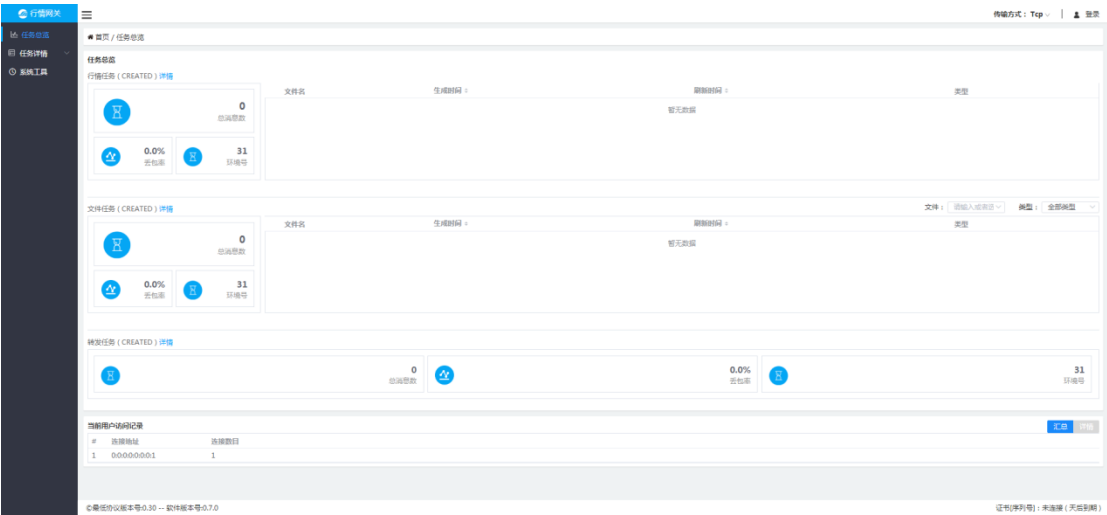 行情网关
传输方式： Tcp
登录
任务总览
任务详情
系统工具
首页 / 任务总览
任务总览
行情任务 ( CREATED ) 详情
文件名 生成时间 刷新时间 类型
0
总消息数
暂无数据
0.0%
丢包率
31
环境号
文件任务 ( CREATED ) 详情
文件： 类型： 全部类型
文件名 生成时间 刷新时间 类型
0
总消息数
暂无数据
0.0%
丢包率
31
环境号
转发任务 ( CREATED ) 详情
0
总消息数
0.0%
丢包率
31
环境号
当前用户访问记录
汇总 详情
# 连接地址 连接数目
1 0:0:0:0:0:0:0:1 1
©最低协议版本号:0.30 -- 软件版本号:0.7.0
证书(序列号)：未连接 ( 天后到期 )